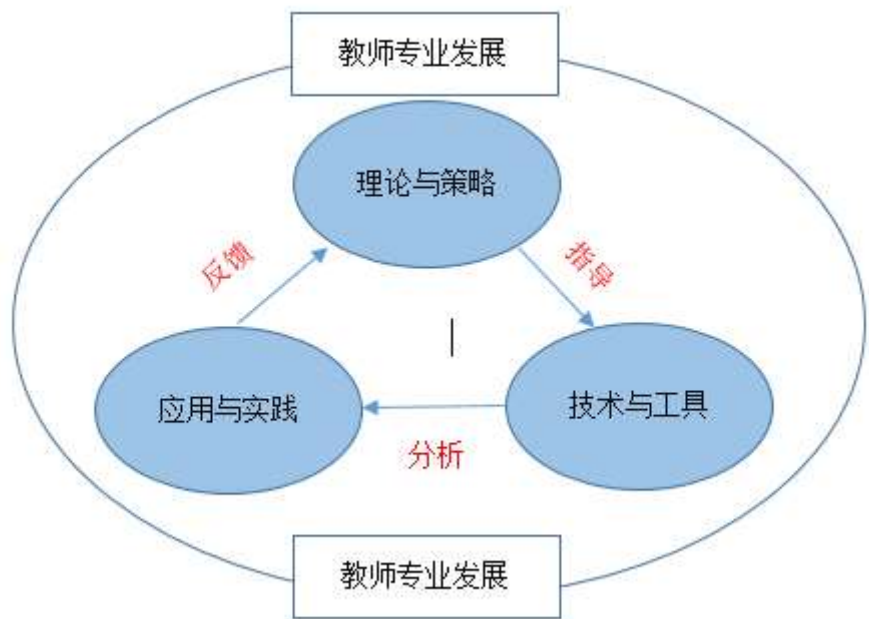 教师专业发展
理论与策略
反馈
指导
应用与实践
技术与工具
分析
教师专业发展